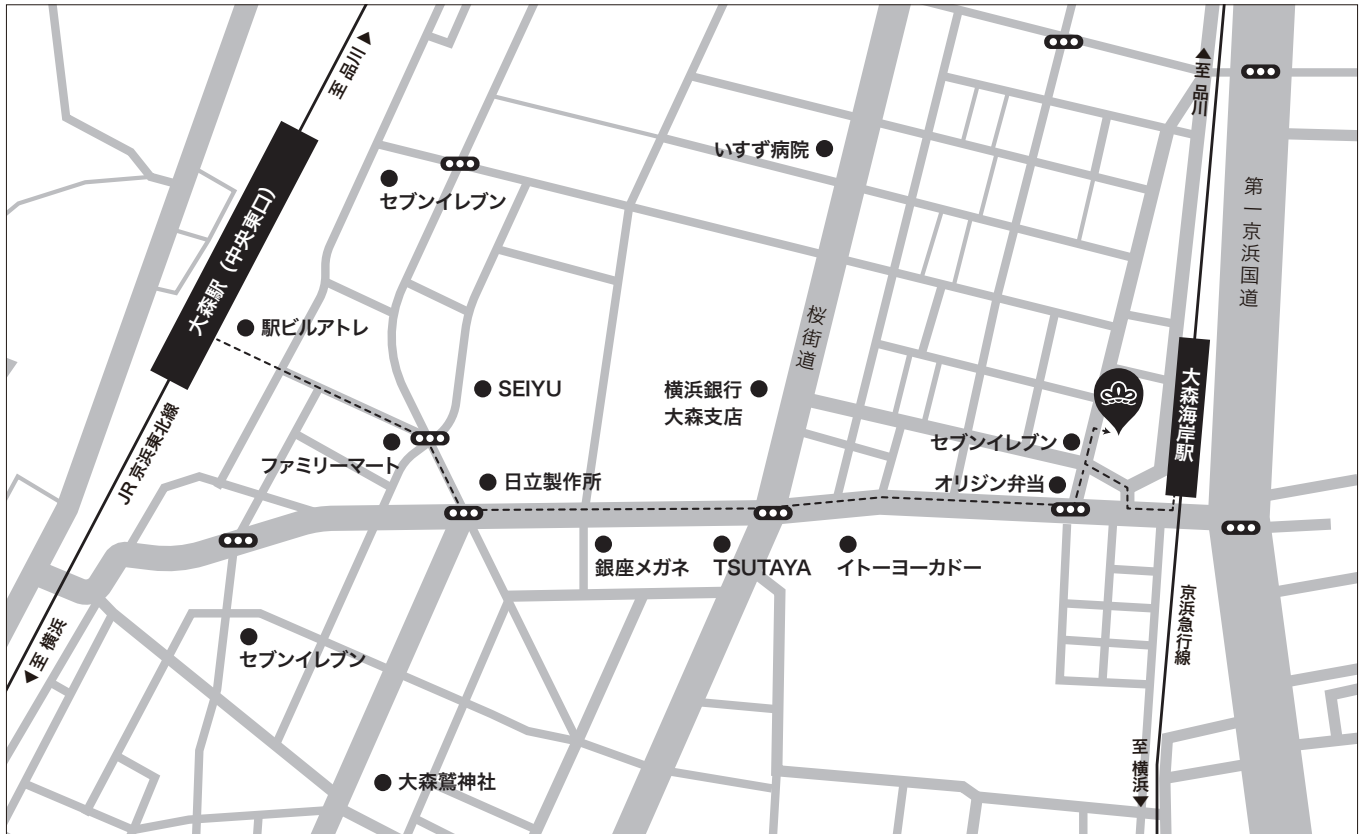 至 品川
至 品川
いすず病院
セブンイレブン
大森駅（中央東口）
第一京浜国道
駅ビルアトレ
桜街道
SEIYU
横浜銀行
大森支店
大森海岸駅
JR 京浜東北線
ファミリーマート
セブンイレブン
日立製作所
オリジン弁当
銀座メガネ
TSUTAYA
イトーヨーカドー
京浜急行線
至 横浜
セブンイレブン
至 横浜
大森鷲神社